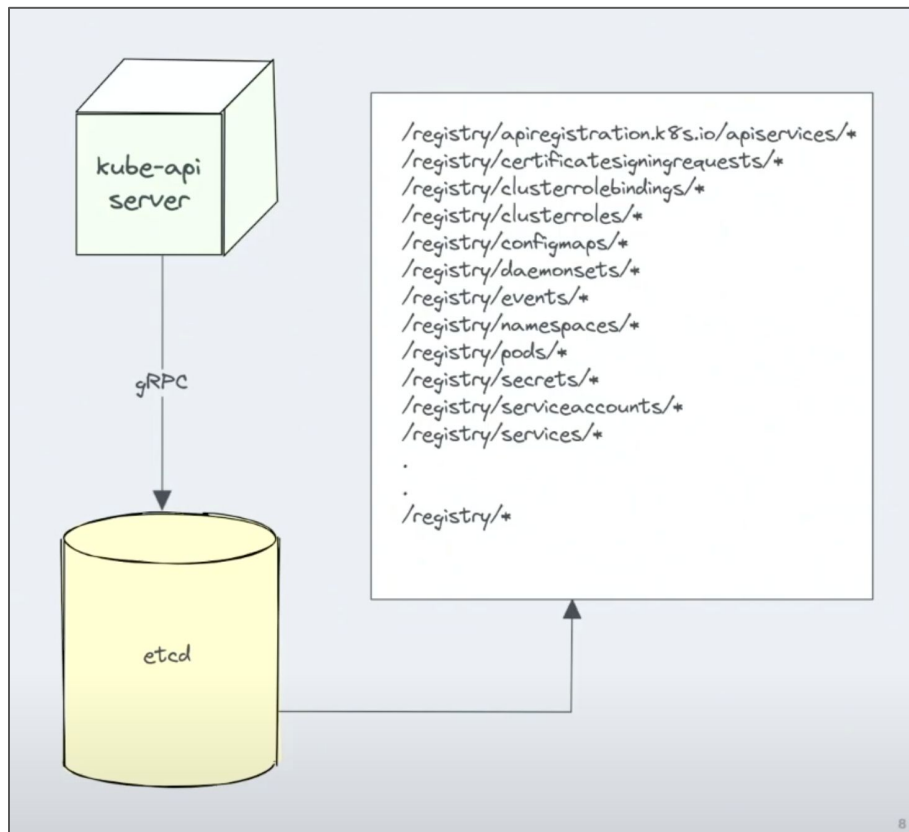 kube-api
server
gRPC
etcd
/registry/apiregistration.k8s.io/apiservices/*
/registry/certificatesigningrequests/*
/registry/clusterrolebindings/*
/registry/clusterroles/*
/registry/configmaps/*
/registry/daemonsets/*
/registry/events/*
/registry/namespaces/*
/registry/pods/*
/registry/secrets/*
/registry/serviceaccounts/*
/registry/services/*
.
.
/registry/*
8